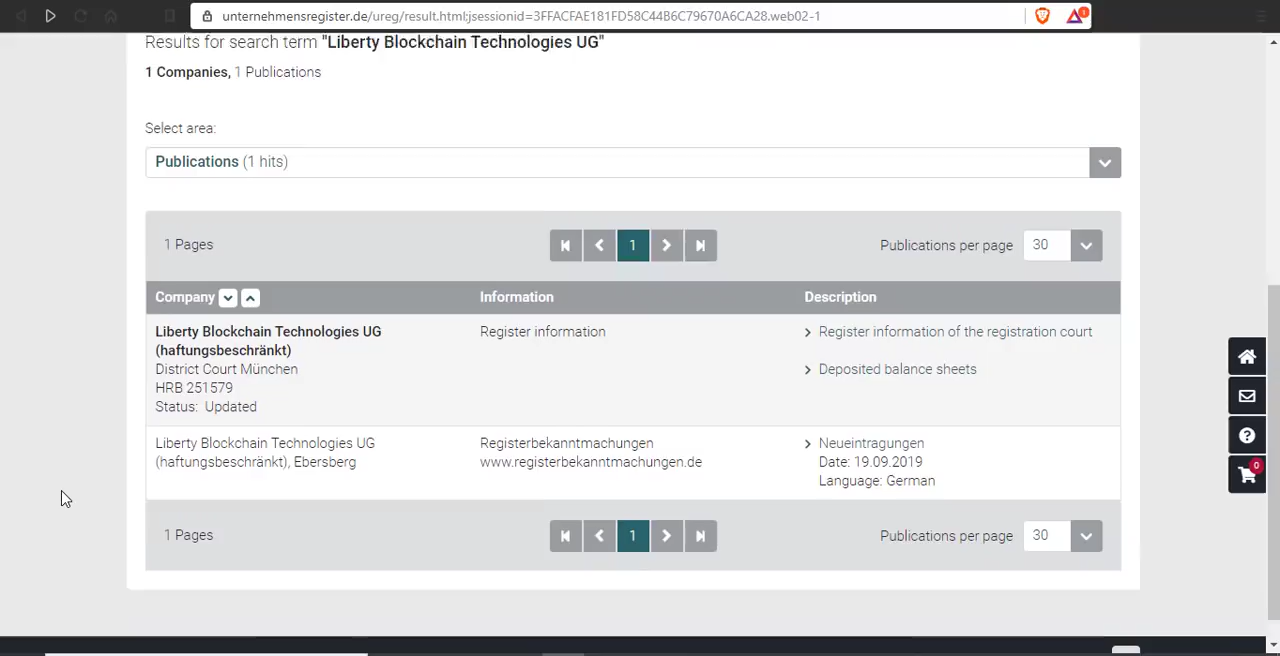 unternehmensregister.de/ureg/result.html;jsessionid=3FFACFAE181FD58C44B6C79670A6CA28.web02-1
1
Results for search term "Liberty Blockchain Technologies UG"
1 Companies, 1 Publications
Select area:
Publications (1 hits)
1 Pages
1
Publications per page 30
Company Information Description
Liberty Blockchain Technologies UG
(haftungsbeschränkt)
District Court München
HRB 251579
Status: Updated
Register information
Register information of the registration court
Deposited balance sheets
Liberty Blockchain Technologies UG
(haftungsbeschränkt), Ebersberg
Registerbekanntmachungen
www.registerbekanntmachungen.de
Neueintragungen
Date: 19.09.2019
Language: German
0
1 Pages
1
Publications per page 30